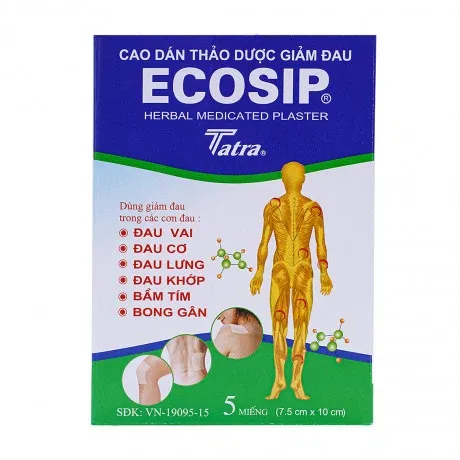 CAO DÁN THẢO DƯỢC GIẢM ĐAU
ECOSIP®
HERBAL MEDICATED PLASTER
Tatra®
Dùng giảm đau
trong các cơn đau :
ĐAU VAI
ĐAU CƠ
ĐAU LƯNG
ĐAU KHỚP
BẦM TÍM
BONG GÂN
SĐK: VN-19095-15
5 MIẾNG (7.5 cm x 10 cm)